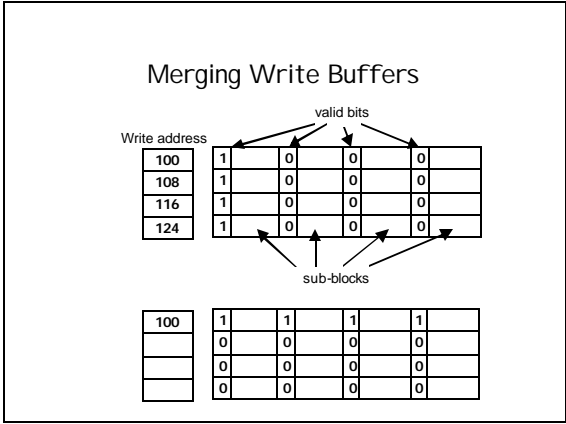 Merging Write Buffers
valid bits
Write address
100 1 0 0 0
108 1 0 0 0
116 1 0 0 0
124 1 0 0 0
sub-blocks
100 1 1 1 1
0 0 0 0
0 0 0 0
0 0 0 0